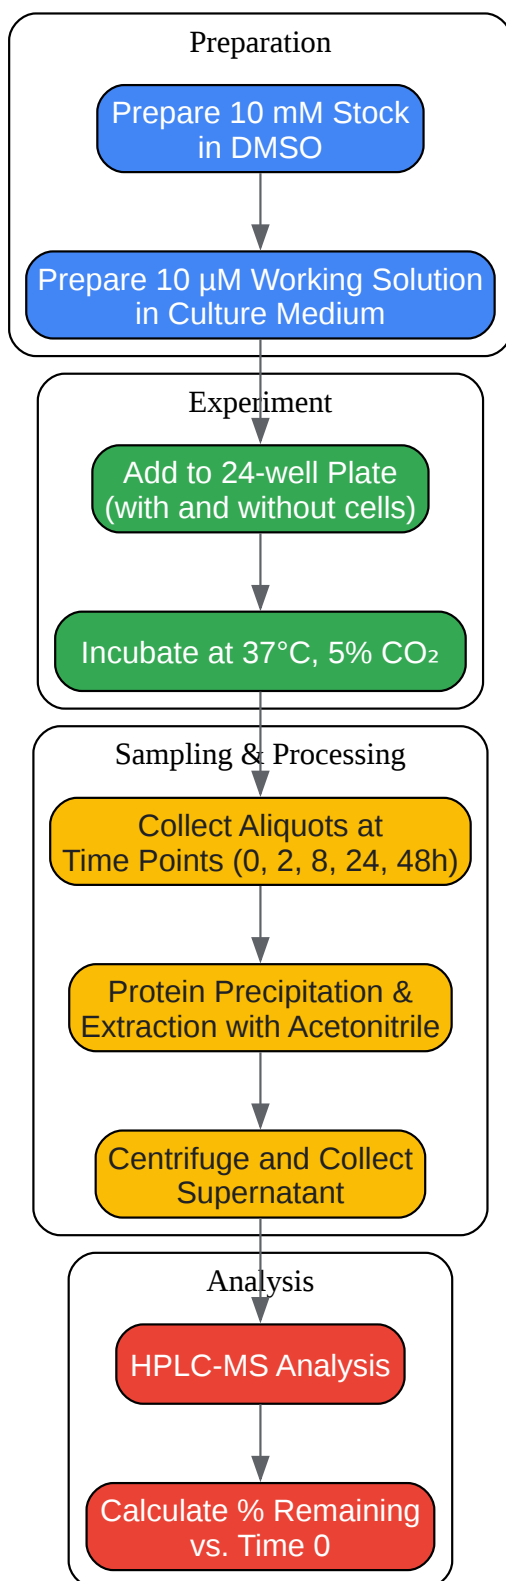 Preparation
Prepare 10 mM Stock
in DMSO
Prepare 10 µM Working Solution
in Culture Medium
Experiment
Add to 24-well Plate
(with and without cells)
Incubate at 37°C, 5% CO₂
Sampling & Processing
Collect Aliquots at
Time Points (0, 2, 8, 24, 48h)
Protein Precipitation &
Extraction with Acetonitrile
Centrifuge and Collect
Supernatant
Analysis
HPLC-MS Analysis
Calculate % Remaining
vs. Time 0